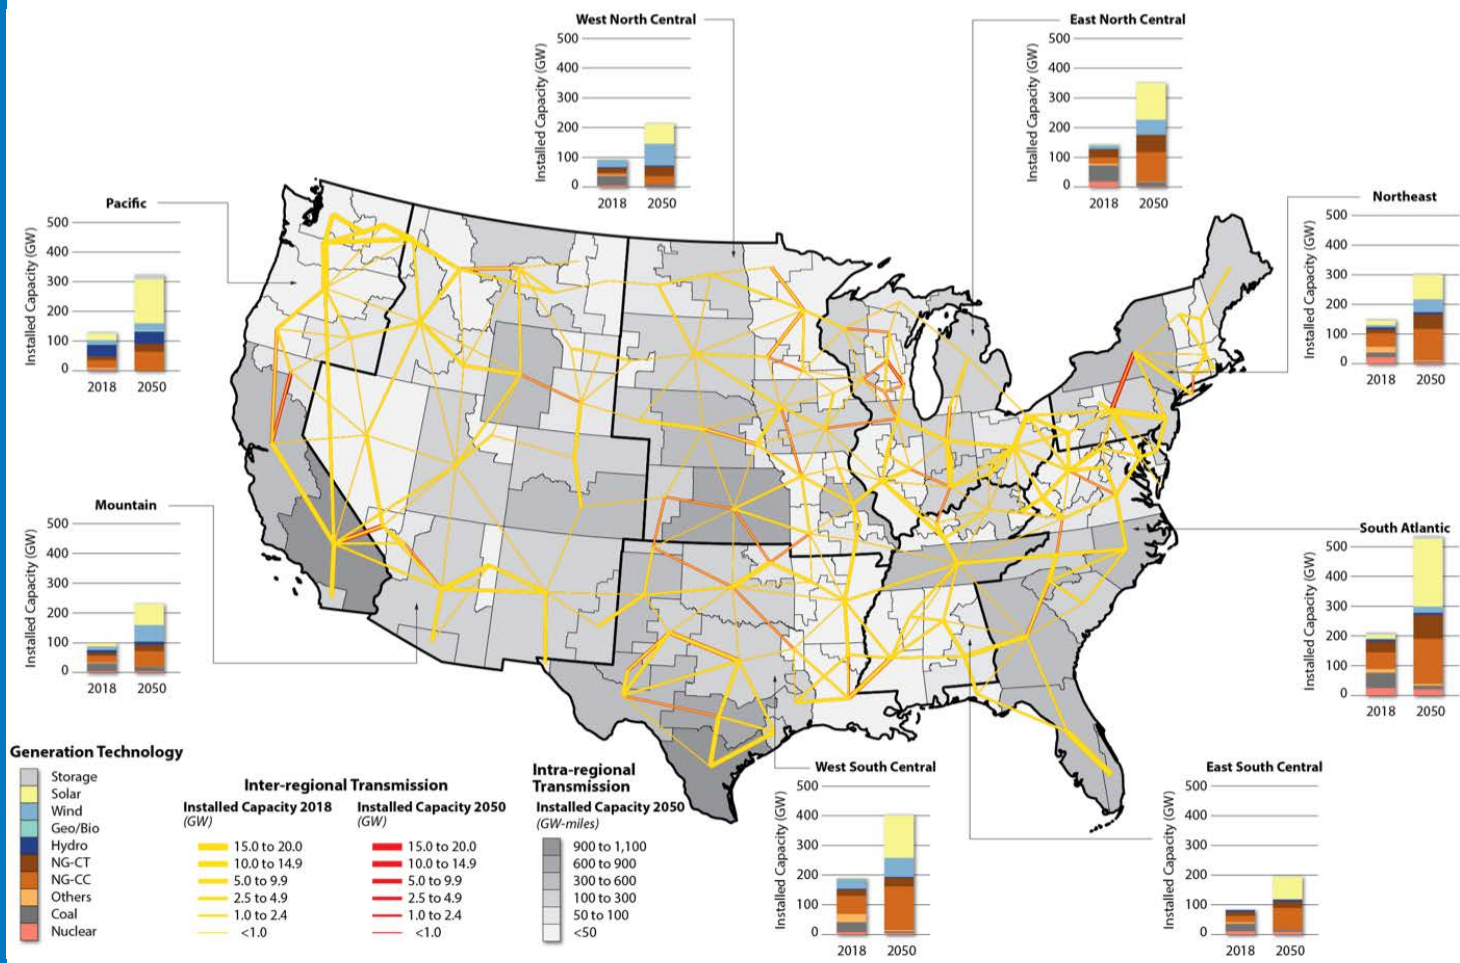 West North Central
Installed Capacity (GW)
500
400
300
200
100
0
2018 2050
East North Central
Installed Capacity (GW)
500
400
300
200
100
0
2018 2050
Pacific
Installed Capacity (GW)
500
400
300
200
100
0
2018 2050
Northeast
Installed Capacity (GW)
500
400
300
200
100
0
2018 2050
Mountain
Installed Capacity (GW)
500
400
300
200
100
0
2018 2050
South Atlantic
Installed Capacity (GW)
500
400
300
200
100
0
2018 2050
West South Central
Installed Capacity (GW)
500
400
300
200
100
0
2018 2050
East South Central
Installed Capacity (GW)
500
400
300
200
100
0
2018 2050
Generation Technology
Storage
Solar
Wind
Geo/Bio
Hydro
NG-CT
NG-CC
Others
Coal
Nuclear
Inter-regional Transmission
Installed Capacity 2018
(GW)
15.0 to 20.0
10.0 to 14.9
5.0 to 9.9
2.5 to 4.9
1.0 to 2.4
<1.0
Installed Capacity 2050
(GW)
15.0 to 20.0
10.0 to 14.9
5.0 to 9.9
2.5 to 4.9
1.0 to 2.4
<1.0
Intra-regional
Transmission
Installed Capacity 2050
(GW-miles)
900 to 1,100
600 to 900
300 to 600
100 to 300
50 to 100
<50